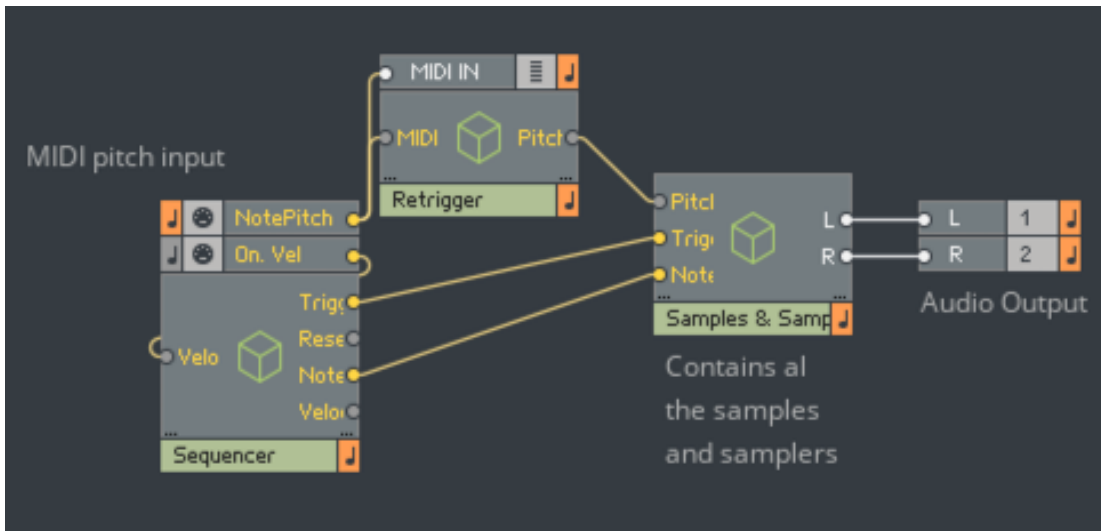 MIDI IN
MIDI
Pitch
Retrigger
MIDI pitch input
NotePitch
On. Vel
Trigg
Rese
Velo
Note
Velo
Sequencer
Pitcl
Trig
Note
L
R
Samples & Samp
L 1
R 2
Audio Output
Contains al
the samples
and samplers